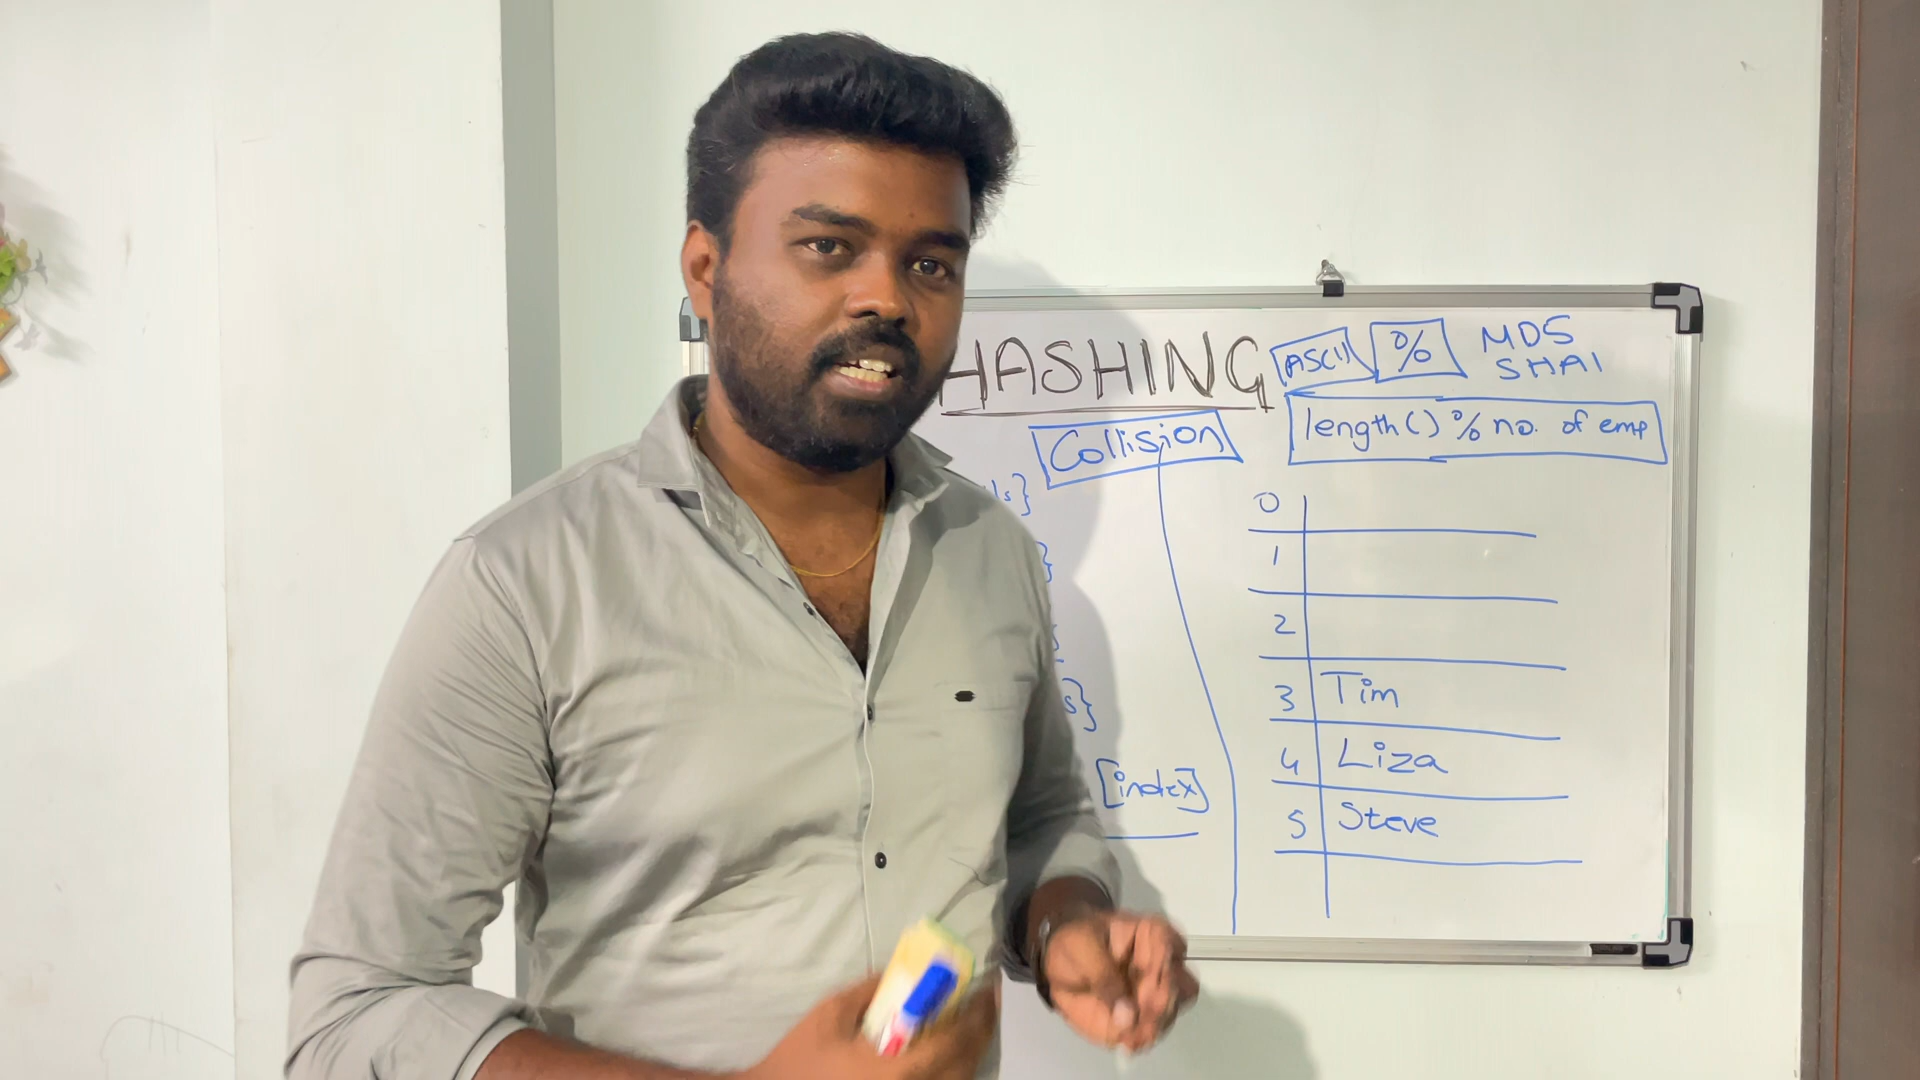 HASHING
ASCII
%
MD5
SHA1
length() % no. of emp
Collision
ls}
}
s}
[index]
0
1
2
3 Tim
4 Liza
5 Steve